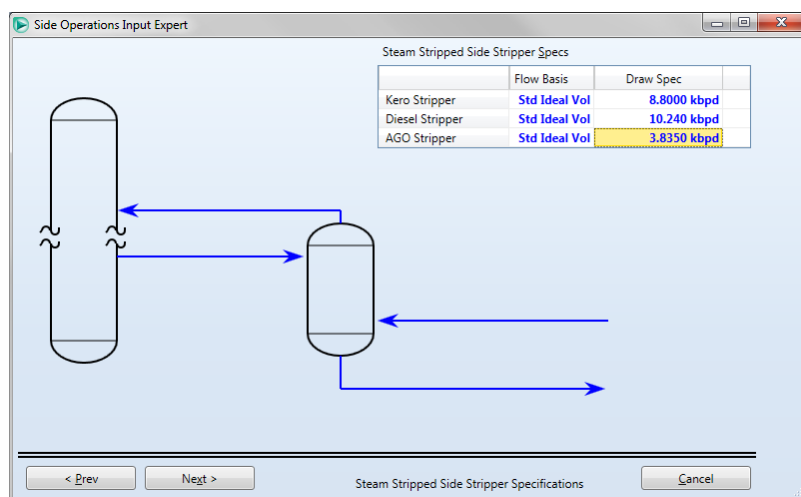 Side Operations Input Expert
Steam Stripped Side Stripper Specs
Flow Basis Draw Spec
Kero Stripper Std Ideal Vol 8.8000 kbpd
Diesel Stripper Std Ideal Vol 10.240 kbpd
AGO Stripper Std Ideal Vol 3.8350 kbpd
< Prev Next > Steam Stripped Side Stripper Specifications Cancel